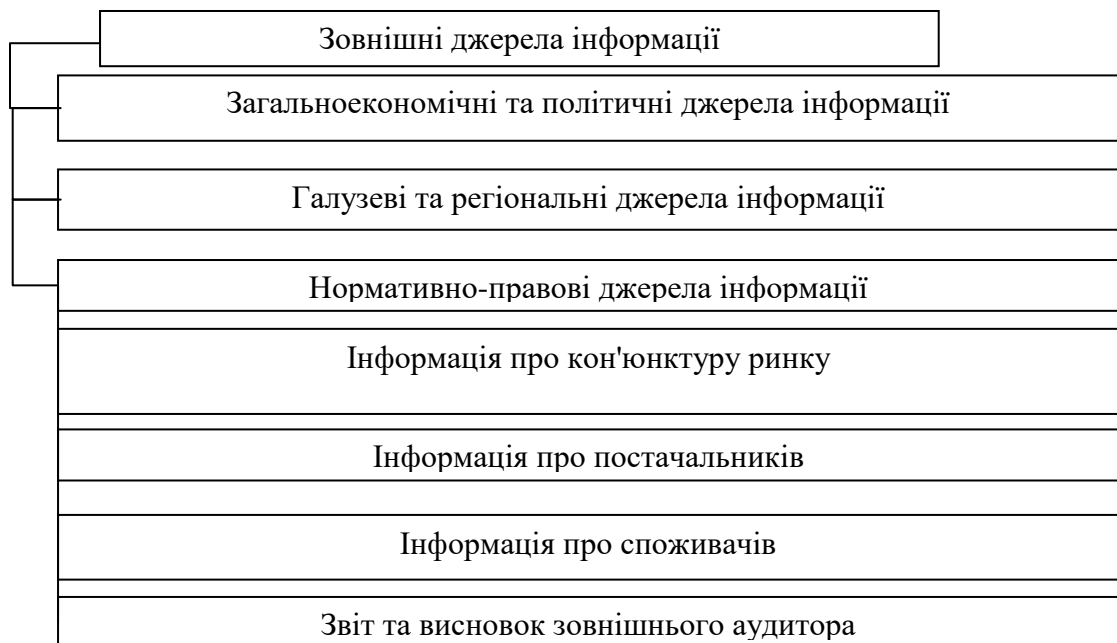 Зовнішні джерела інформації
Загальноекономічні та політичні джерела інформації
Галузеві та регіональні джерела інформації
Нормативно-правові джерела інформації
Інформація про кон'юнктуру ринку
Інформація про постачальників
Інформація про споживачів
Звіт та висновок зовнішнього аудитора